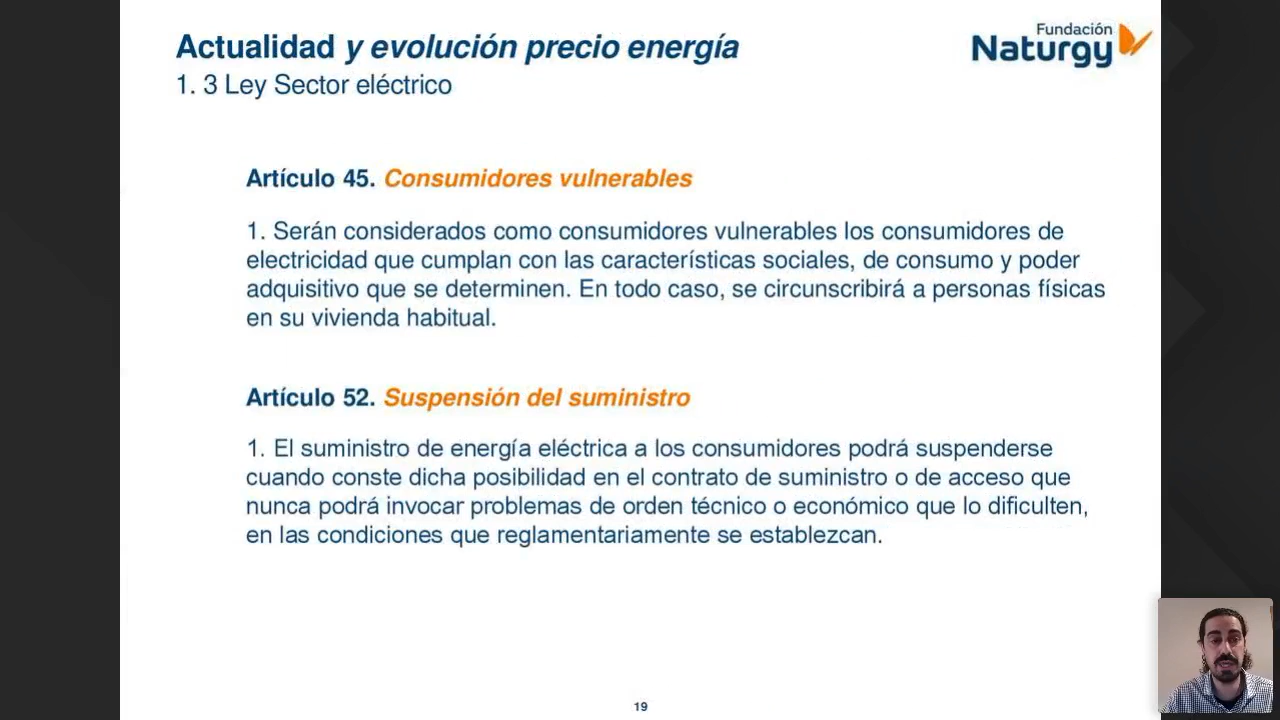 Actualidad y evolución precio energía
1. 3 Ley Sector eléctrico
Fundación
Naturgy
Artículo 45. Consumidores vulnerables
1. Serán considerados como consumidores vulnerables los consumidores de
electricidad que cumplan con las características sociales, de consumo y poder
adquisitivo que se determinen. En todo caso, se circunscribirá a personas físicas
en su vivienda habitual.
Artículo 52. Suspensión del suministro
1. El suministro de energía eléctrica a los consumidores podrá suspenderse
cuando conste dicha posibilidad en el contrato de suministro o de acceso que
nunca podrá invocar problemas de orden técnico o económico que lo dificulten,
en las condiciones que reglamentariamente se establezcan.
19